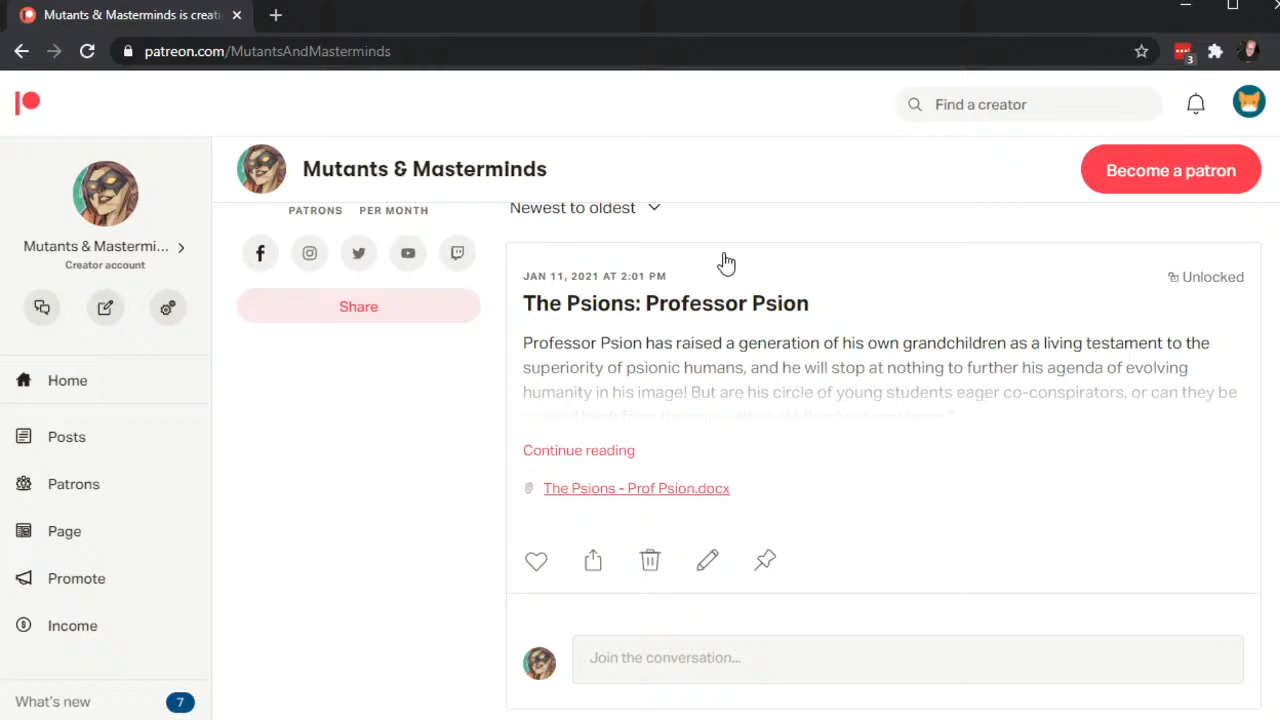 Mutants & Masterminds is creati
patreon.com/MutantsAndMasterminds
3
Find a creator
Mutants & Mastermi...
Creator account
Home
Posts
Patrons
Page
Promote
Income
What's new
7
Mutants & Masterminds
Become a patron
PATRONS PER MONTH
Share
Newest to oldest
JAN 11, 2021 AT 2:01 PM
Unlocked
The Psions: Professor Psion
Professor Psion has raised a generation of his own grandchildren as a living testament to the
superiority of psionic humans, and he will stop at nothing to further his agenda of evolving
humanity in his image! But are his circle of young students eager co-conspirators, or can they be
Continue reading
The Psions - Prof Psion.docx
Join the conversation...